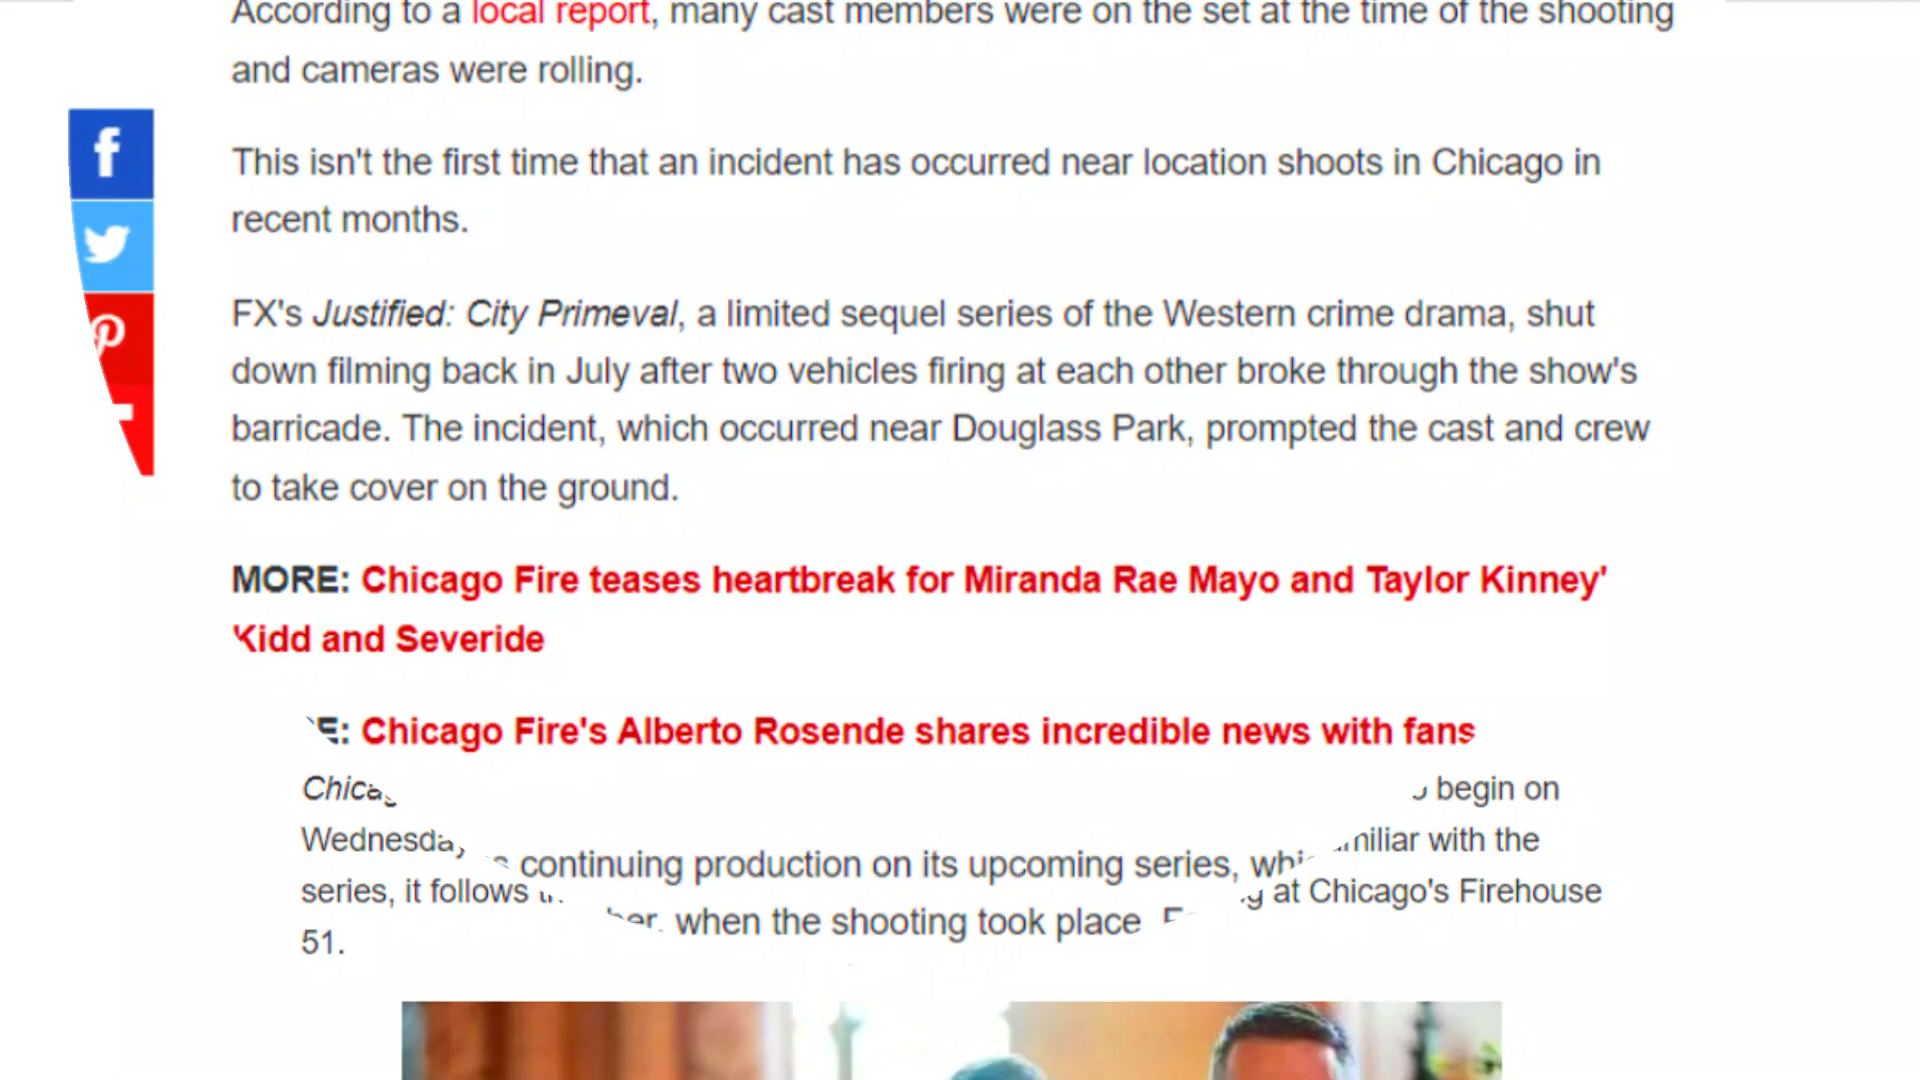 According to a local report, many cast members were on the set at the time of the shooting
and cameras were rolling.
This isn't the first time that an incident has occurred near location shoots in Chicago in
recent months.
FX's Justified: City Primeval, a limited sequel series of the Western crime drama, shut
down filming back in July after two vehicles firing at each other broke through the show's
barricade. The incident, which occurred near Douglass Park, prompted the cast and crew
to take cover on the ground.
MORE: Chicago Fire teases heartbreak for Miranda Rae Mayo and Taylor Kinney'
Kidd and Severide
E: Chicago Fire's Alberto Rosende shares incredible news with fans
begin on
with the
continuing production on its upcoming series,
series, it follows at Chicago's Firehouse
when the shooting took place
51.